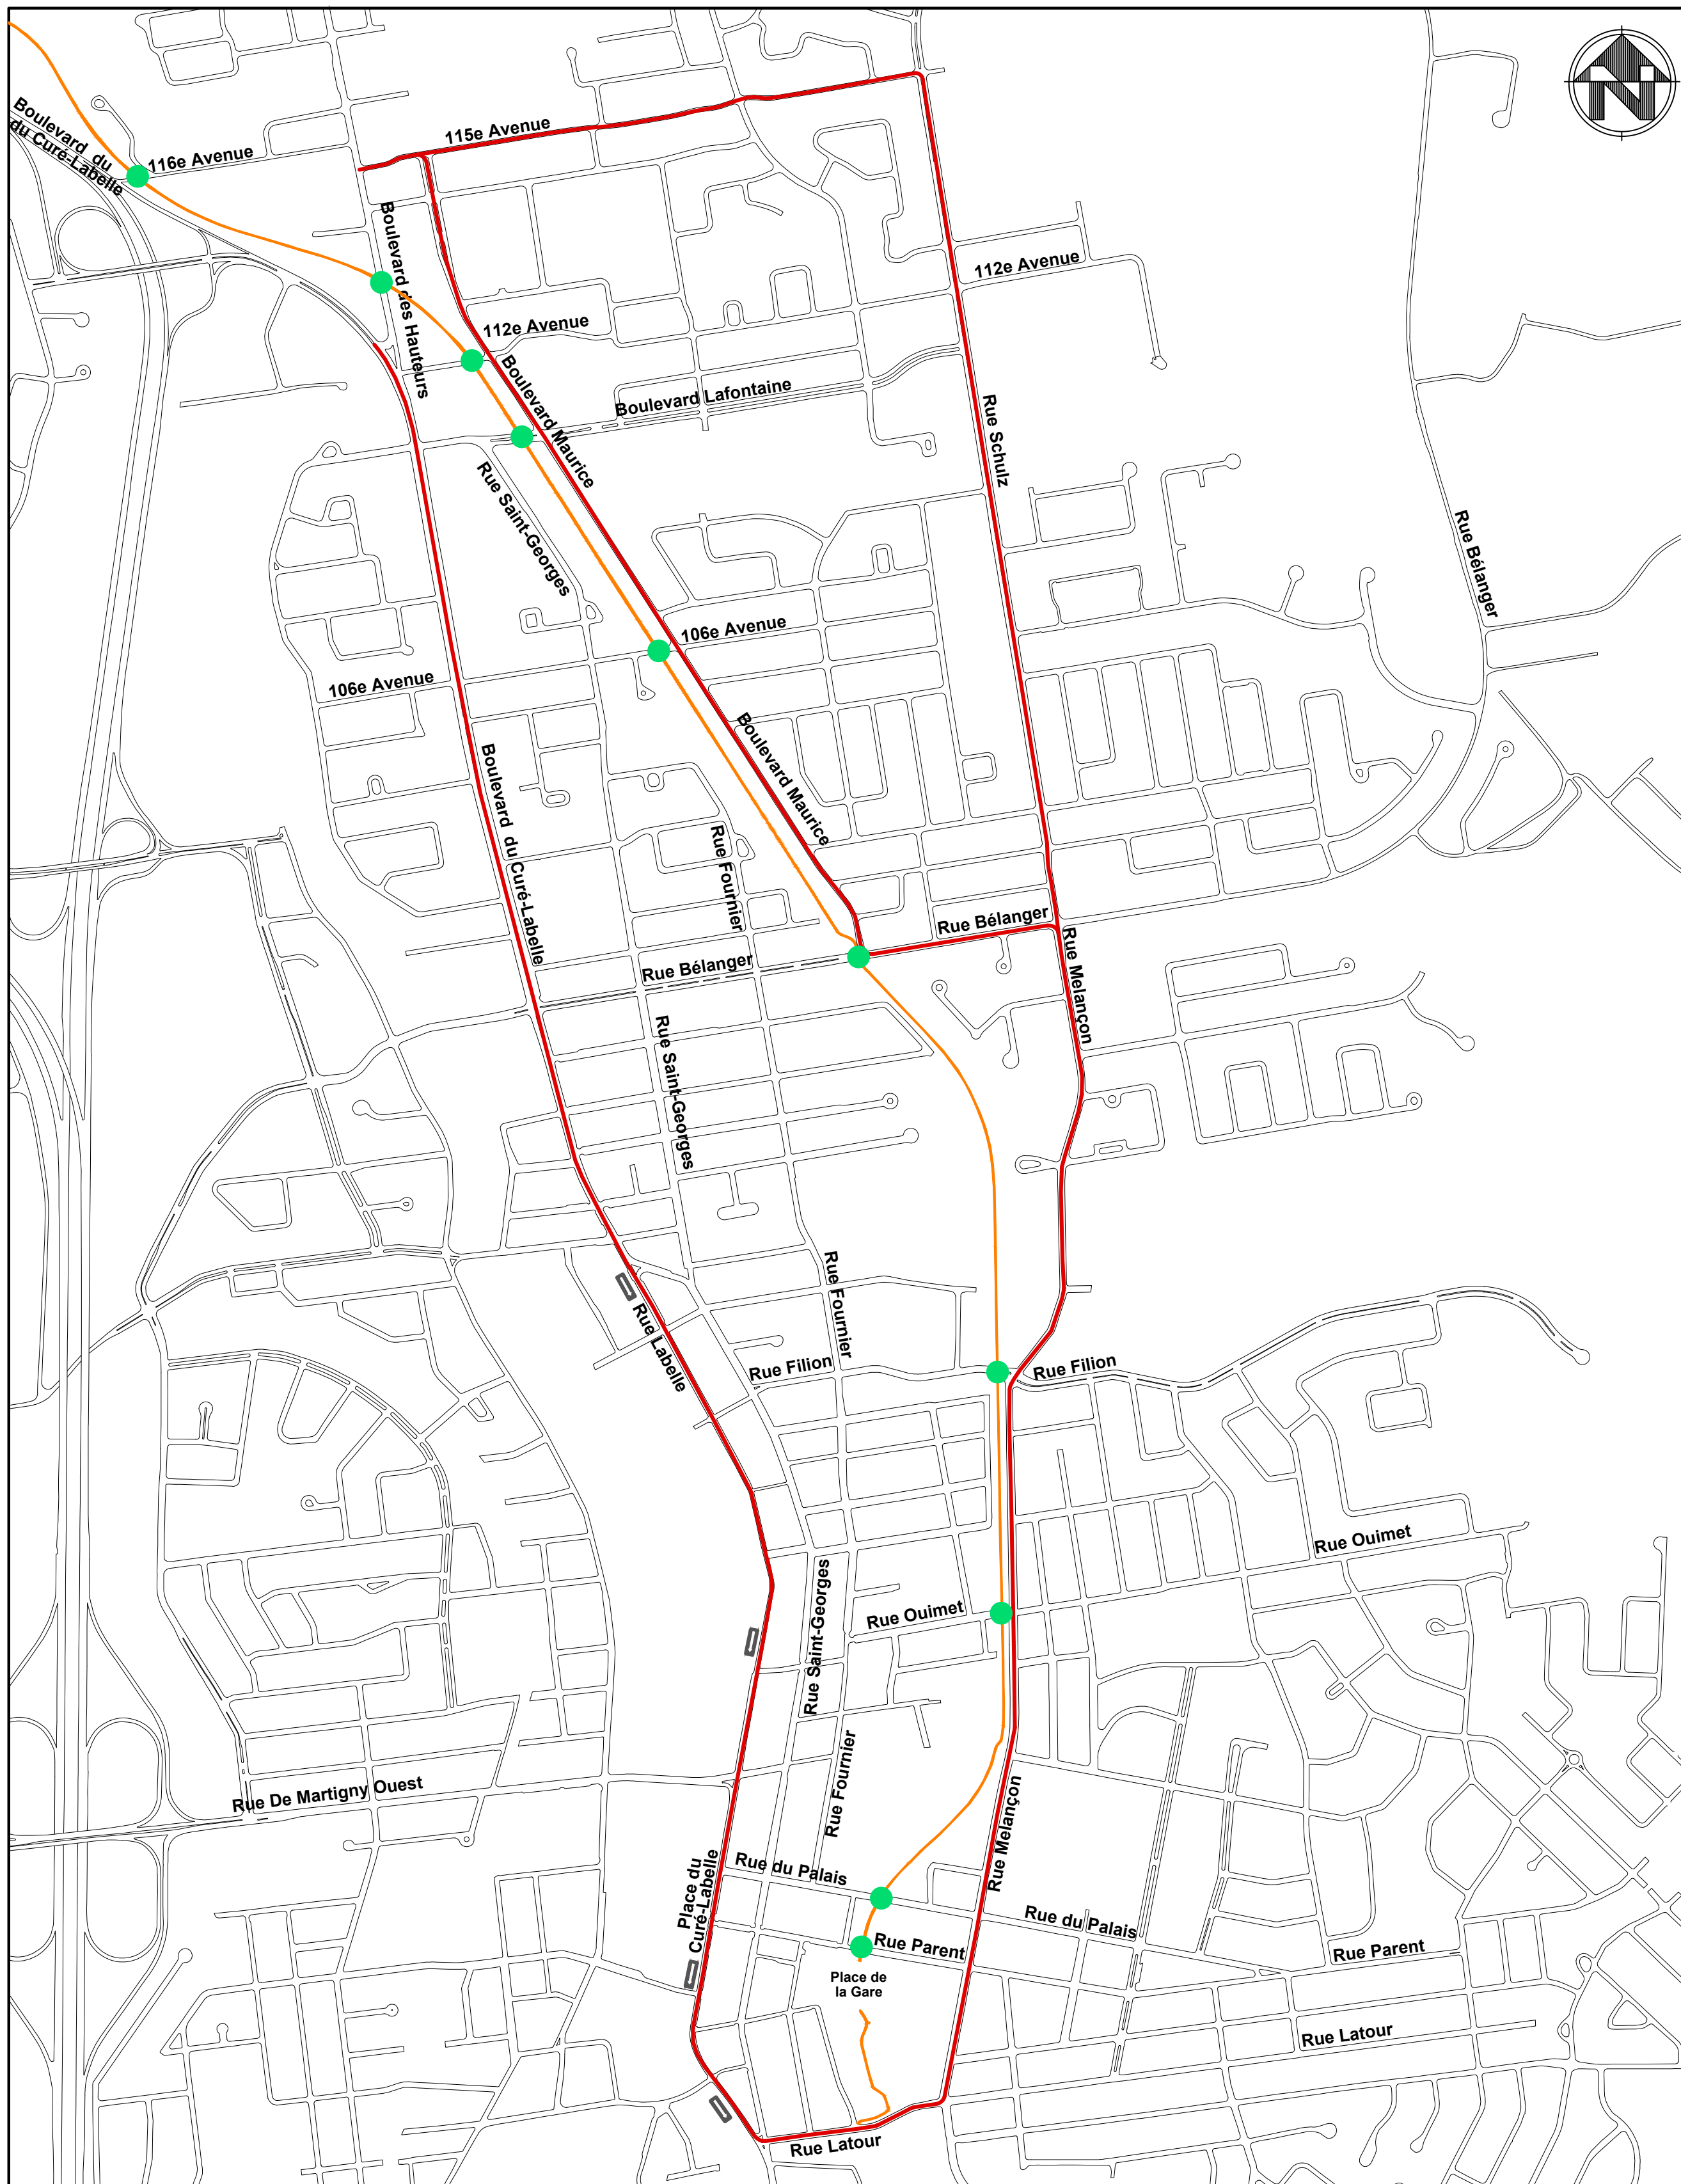 N
115e Avenue
Boulevard du
du Curé-Labelle
116e Avenue
Boulevard des Hauteurs
112e Avenue
112e Avenue
Boulevard Maurice
Boulevard Lafontaine
Rue Schulz
Rue Saint-Georges
Rue Bélanger
106e Avenue
106e Avenue
Boulevard Maurice
Boulevard du Curé-Labelle
Rue Fournier
Rue Bélanger
Rue Melançon
Rue Bélanger
Rue Saint-Georges
Rue Fournier
Rue Labelle
Rue Filion
Rue Filion
Rue Ouimet
Rue Saint-Georges
Rue Ouimet
Rue Fournier
Rue Melançon
Rue De Martigny Ouest
Place du
Curé-Labelle
Rue du Palais
Rue du Palais
Rue Parent
Rue Parent
Place de
la Gare
Rue Latour
Rue Latour